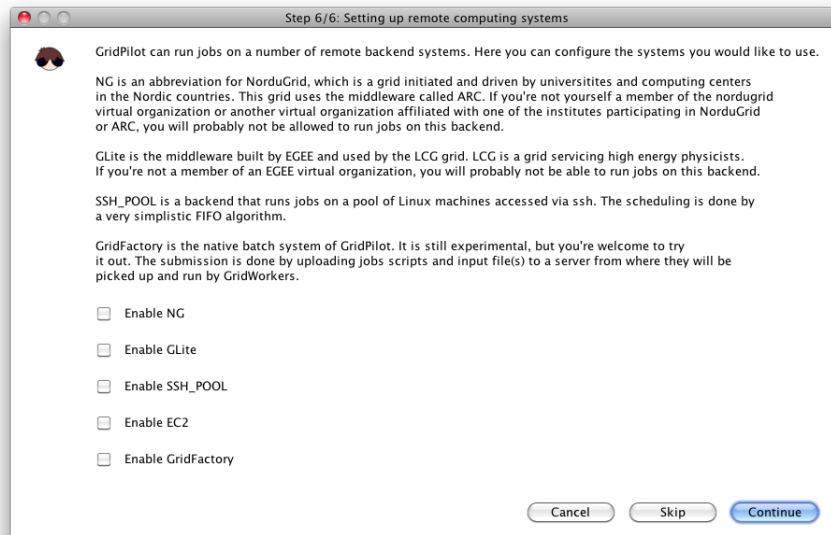 Step 6/6: Setting up remote computing systems
GridPilot can run jobs on a number of remote backend systems. Here you can configure the systems you would like to use.
NG is an abbreviation for NorduGrid, which is a grid initiated and driven by universitites and computing centers
in the Nordic countries. This grid uses the middleware called ARC. If you're not yourself a member of the nordugrid
virtual organization or another virtual organization affiliated with one of the institutes participating in NorduGrid
or ARC, you will probably not be allowed to run jobs on this backend.
GLite is the middleware built by EGEE and used by the LCG grid. LCG is a grid servicing high energy physicists.
If you're not a member of an EGEE virtual organization, you will probably not be able to run jobs on this backend.
SSH_POOL is a backend that runs jobs on a pool of Linux machines accessed via ssh. The scheduling is done by
a very simplistic FIFO algorithm.
GridFactory is the native batch system of GridPilot. It is still experimental, but you're welcome to try
it out. The submission is done by uploading jobs scripts and input file(s) to a server from where they will be
picked up and run by GridWorkers.
Enable NG
Enable GLite
Enable SSH_POOL
Enable EC2
Enable GridFactory
Cancel Skip Continue